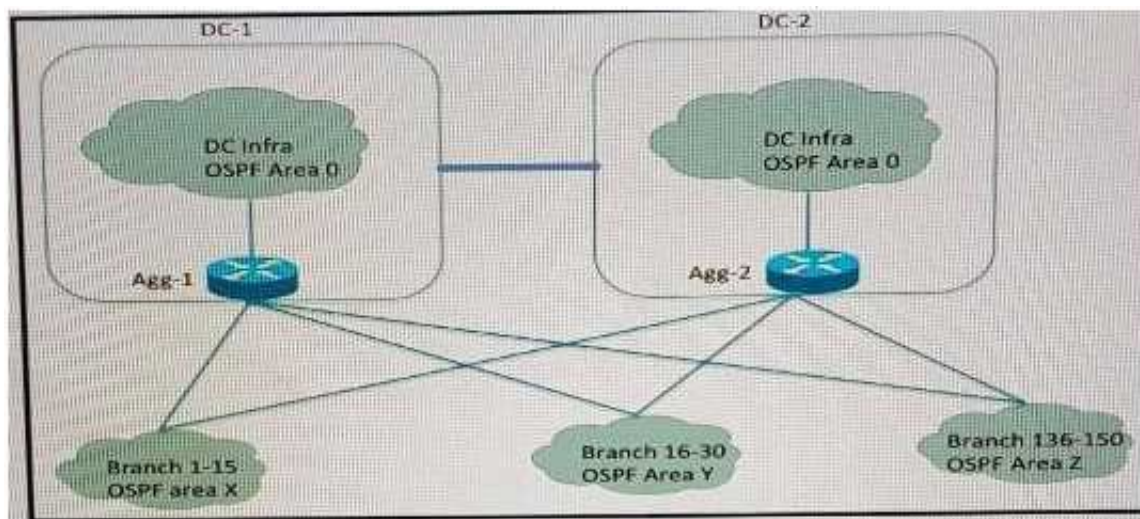 DC-1
DC-2
DC Infra
OSPF Area 0
DC Infra
OSPF Area 0
Agg-1
Agg-2
Branch 1-15
OSPF area X
Branch 16-30
OSPF Area Y
Branch 136-150
OSPF Area Z